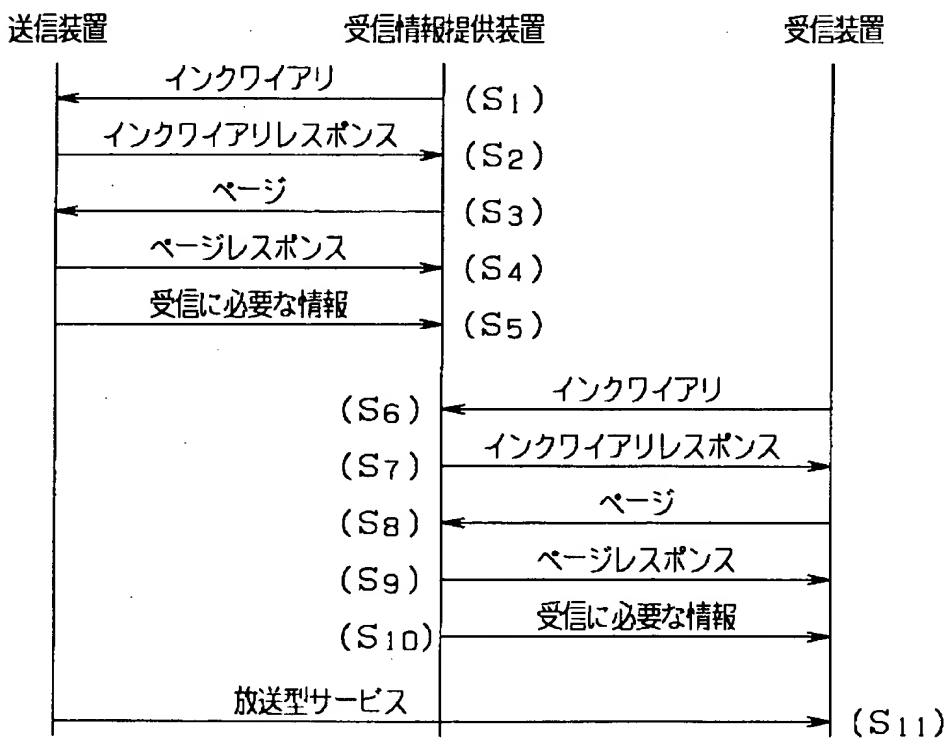 送信装置 受信情報提供装置 受信装置
インクワイアリ (S1)
インクワイアリレスポンス (S2)
ページ (S3)
ページレスポンス (S4)
受信に必要な情報 (S5)
(S6) インクワイアリ
(S7) インクワイアリレスポンス
(S8) ページ
(S9) ページレスポンス
(S10) 受信に必要な情報
放送型サービス (S11)